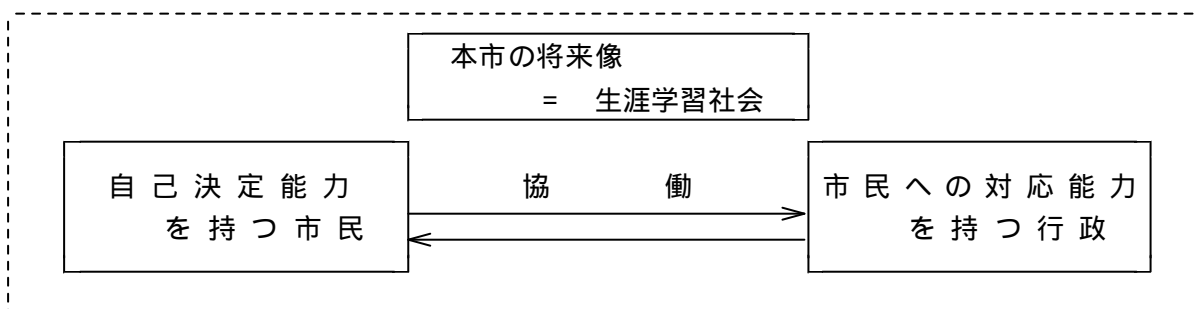 本市の将来像
= 生涯学習社会
自己決定能力
を持つ市民
協働
市民への対応能力
を持つ行政